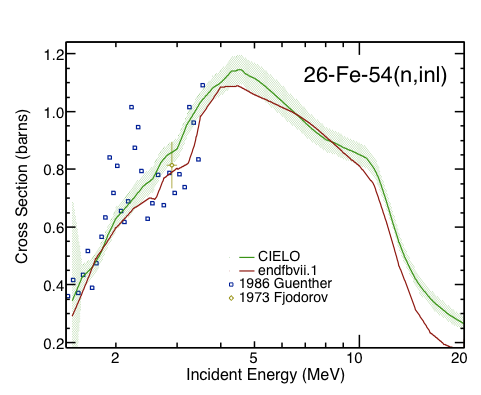 1.2
26-Fe-54(n,inl)
1.0
0.8
0.6
0.4
0.2
Cross Section (barns)
CIELO
endfbvii.1
1986 Guenther
1973 Fjodorov
2
5
10
20
Incident Energy (MeV)